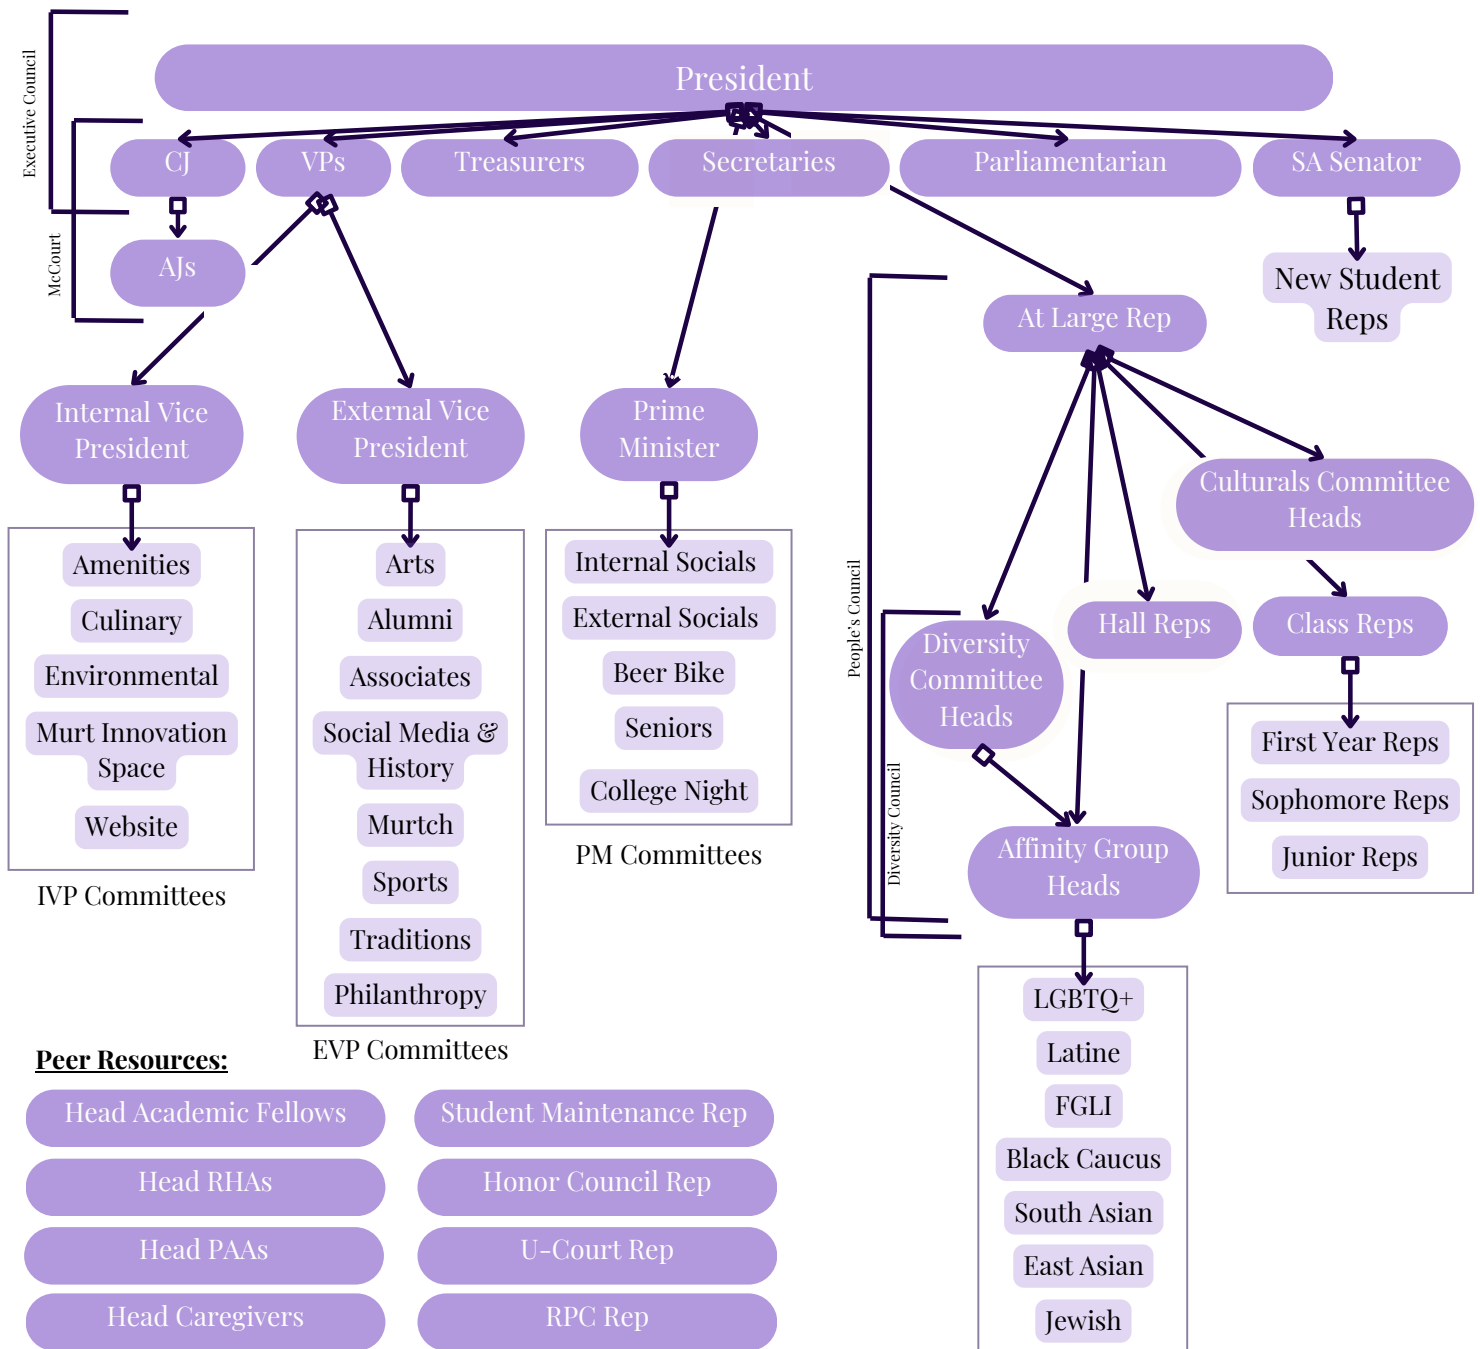 Executive Council
President
CJ
VPs
Treasurers
Secretaries
Parliamentarian
SA Senator
McCourt
AJs
New Student
Reps
At Large Rep
Internal Vice
President
External Vice
President
Prime
Minister
People's Council
Culturals Committee
Heads
Diversity
Committee
Heads
Hall Reps
Class Reps
Diversity Council
Affinity Group
Heads
First Year Reps
Sophomore Reps
Junior Reps
Amenities
Culinary
Environmental
Murt Innovation
Space
Website
IVP Committees
Arts
Alumni
Associates
Social Media &
History
Murtch
Sports
Traditions
Philanthropy
EVP Committees
Internal Socials
External Socials
Beer Bike
Seniors
College Night
PM Committees
LGBTQ+
Latine
FGLI
Black Caucus
South Asian
East Asian
Jewish
Peer Resources:
Head Academic Fellows
Student Maintenance Rep
Head RHAs
Honor Council Rep
Head PAAs
U-Court Rep
Head Caregivers
RPC Rep